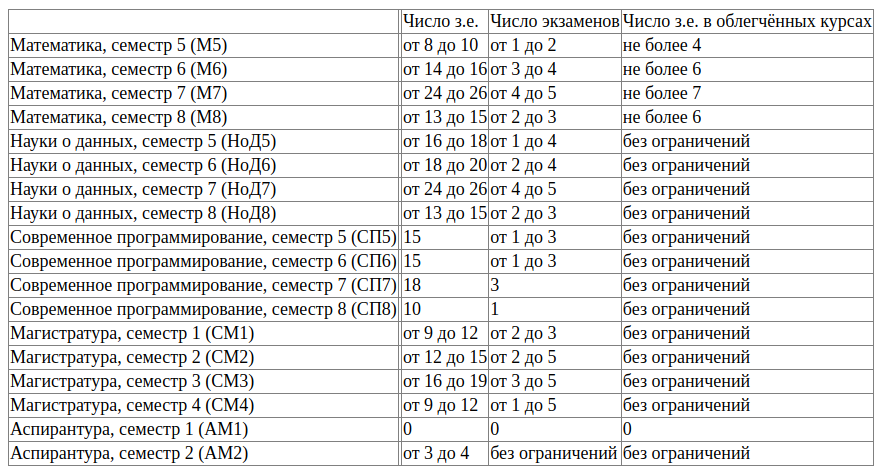 Число з.е. Число экзаменов Число з.е. в облегчённых курсах
Математика, семестр 5 (М5) от 8 до 10 от 1 до 2 не более 4
Математика, семестр 6 (М6) от 14 до 16 от 3 до 4 не более 6
Математика, семестр 7 (М7) от 24 до 26 от 4 до 5 не более 7
Математика, семестр 8 (М8) от 13 до 15 от 2 до 3 не более 6
Науки о данных, семестр 5 (НоД5) от 16 до 18 от 1 до 4 без ограничений
Науки о данных, семестр 6 (НоД6) от 18 до 20 от 2 до 4 без ограничений
Науки о данных, семестр 7 (НоД7) от 24 до 26 от 4 до 5 без ограничений
Науки о данных, семестр 8 (НоД8) от 13 до 15 от 2 до 3 без ограничений
Современное программирование, семестр 5 (СП5) 15 от 1 до 3 без ограничений
Современное программирование, семестр 6 (СП6) 15 от 1 до 3 без ограничений
Современное программирование, семестр 7 (СП7) 18 3 без ограничений
Современное программирование, семестр 8 (СП8) 10 1 без ограничений
Магистратура, семестр 1 (СМ1) от 9 до 12 от 2 до 3 без ограничений
Магистратура, семестр 2 (СМ2) от 12 до 15 от 2 до 5 без ограничений
Магистратура, семестр 3 (СМ3) от 16 до 19 от 3 до 5 без ограничений
Магистратура, семестр 4 (СМ4) от 9 до 12 от 1 до 5 без ограничений
Аспирантура, семестр 1 (АМ1) 0 0 0
Аспирантура, семестр 2 (АМ2) от 3 до 4 без ограничений без ограничений